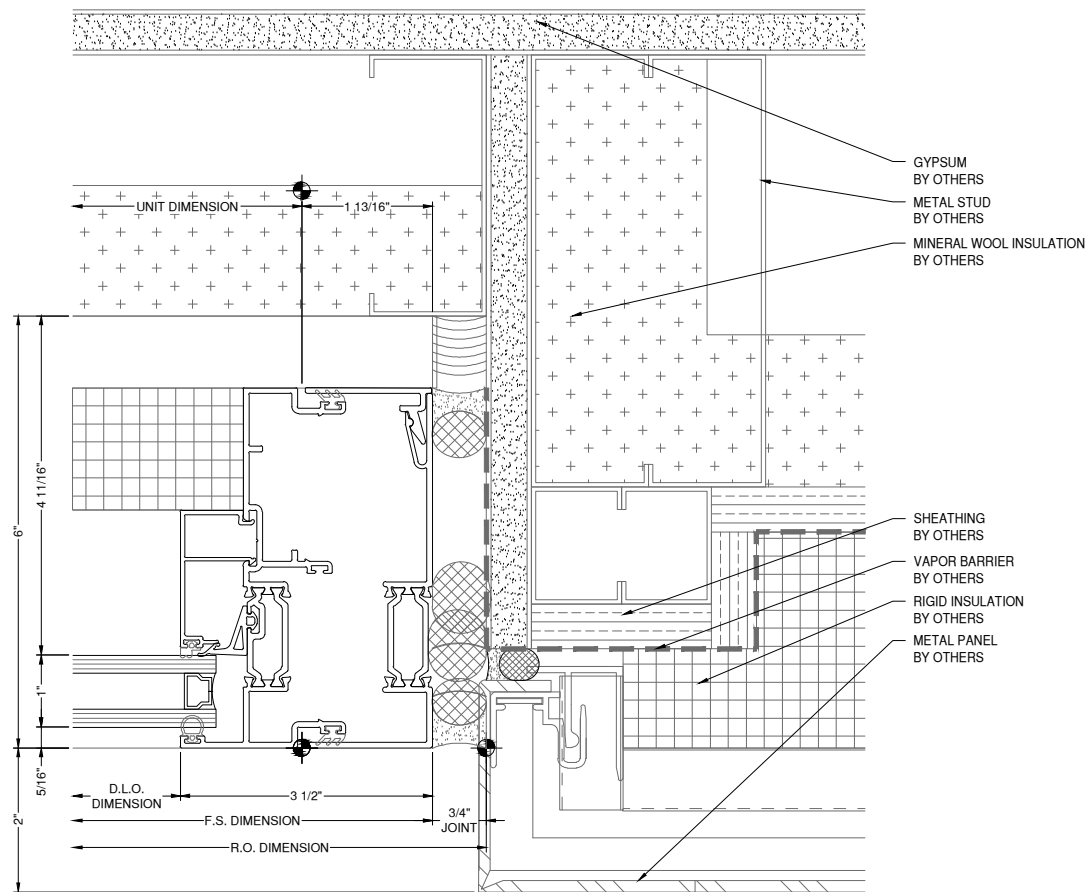 GYPSUM
BY OTHERS
METAL STUD
BY OTHERS
UNIT DIMENSION
1 13/16"
MINERAL WOOL INSULATION
BY OTHERS
4 11/16"
6"
SHEATHING
BY OTHERS
VAPOR BARRIER
BY OTHERS
RIGID INSULATION
BY OTHERS
METAL PANEL
BY OTHERS
1"
5/16"
2"
D.L.O.
DIMENSION
3 1/2"
3/4"
JOINT
F.S. DIMENSION
R.O. DIMENSION